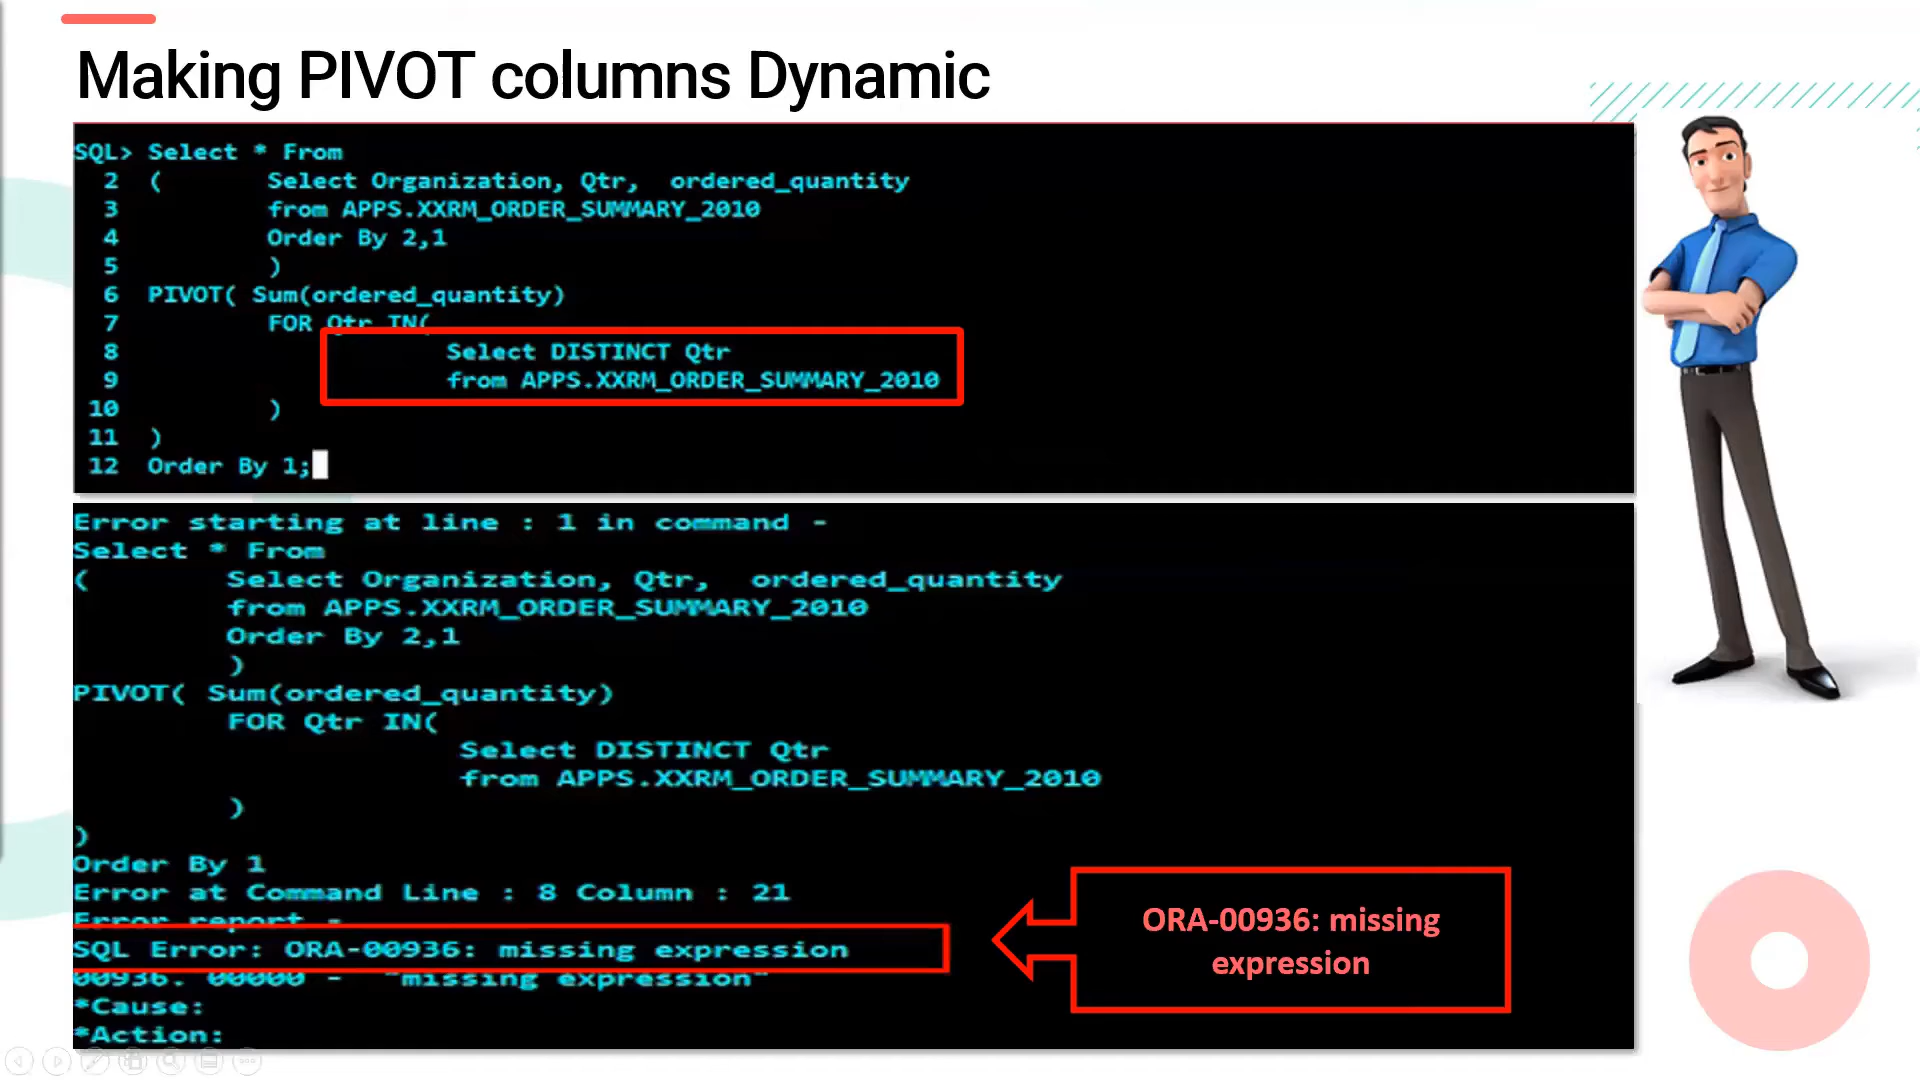 Making PIVOT columns Dynamic
SQL> Select * From
2 ( Select Organization, Qtr, ordered_quantity
3 from APPS.XXRM_ORDER_SUMMARY_2010
4 Order By 2,1
5 )
6 PIVOT( Sum(ordered_quantity)
7 FOR Qtr IN(
8 Select DISTINCT Qtr
9 from APPS.XXRM_ORDER_SUMMARY_2010
10 )
11 )
12 Order By 1;
Error starting at line : 1 in command -
Select * From
( Select Organization, Qtr, ordered_quantity
from APPS.XXRM_ORDER_SUMMARY_2010
Order By 2,1
)
PIVOT( Sum(ordered_quantity)
FOR Qtr IN(
Select DISTINCT Qtr
from APPS.XXRM_ORDER_SUMMARY_2010
)
)
Order By 1
Error at Command Line : 8 Column : 21
Error report -
SQL Error: ORA-00936: missing expression
00936. 00000 - "missing expression"
*Cause:
*Action:
ORA-00936: missing
expression